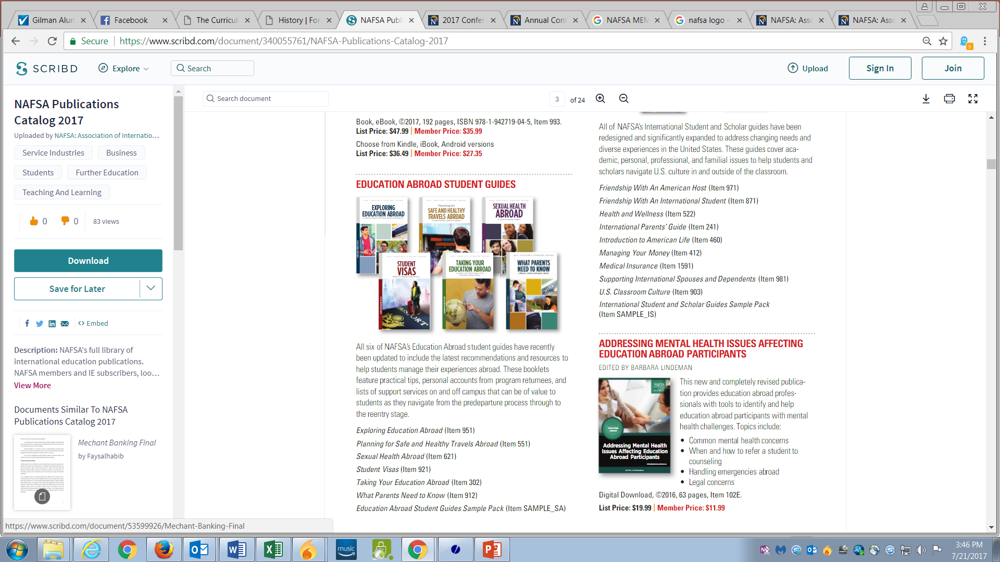 Gilman Alun
Facebook
The Curricul
History | For
NAFSA Publ
2017 Confer
Annual Conf
NAFSA MEM
nafsa logo -
NAFSA: Asso
NAFSA: Asso
Secure
https://www.scribd.com/document/340055761/NAFSA-Publications-Catalog-2017
9
SCRIBD
Explore
Search
Upload
Sign In
Join
NAFSA Publications
Catalog 2017
Uploaded by NAFSA: Association of Internatio…
Service Industries
Business
Students
Further Education
Teaching And Learning
0
0
83 views
Download
Save for Later
Embed
Description: NAFSA's full library of
international education publications.
NAFSA members and IE subscribers, loo…
View More
Documents Similar To NAFSA
Publications Catalog 2017
Mechant Banking Final
by Faysalhabib
https://www.scribd.com/document/53599926/Mechant-Banking-Final
Search document
3 of 24
Book, eBook, ©2017, 192 pages, ISBN 978-1-942719-04-5, Item 993.
List Price: $47.99 | Member Price: $35.99
Choose from Kindle, iBook, Android versions
List Price: $36.49 | Member Price: $27.35
EDUCATION ABROAD STUDENT GUIDES
EXPLORING
EDUCATION ABROAD
Planning for
SAFE AND HEALTHY
TRAVELS ABROAD
SEXUAL HEALTH
ABROAD
STUDENT
VISAS
PASSPORT
TAKING YOUR
EDUCATION ABROAD
WHAT PARENTS
NEED TO KNOW
All six of NAFSA's Education Abroad student guides have recently
been updated to include the latest recommendations and resources to
help students manage their experiences abroad. These booklets
feature practical tips, personal accounts from program returnees, and
lists of support services on and off campus that can be of value to
students as they navigate from the predeparture process through to
the reentry stage.
Exploring Education Abroad (Item 951)
Planning for Safe and Healthy Travels Abroad (Item 551)
Sexual Health Abroad (Item 621)
Student Visas (Item 921)
Taking Your Education Abroad (Item 302)
What Parents Need to Know (Item 912)
Education Abroad Student Guides Sample Pack (Item SAMPLE_SA)
All of NAFSA's International Student and Scholar guides have been
redesigned and significantly expanded to address changing needs and
diverse experiences in the United States. These guides cover aca-
demic, personal, professional, and familial issues to help students and
scholars navigate U.S. culture in and outside of the classroom.
Friendship With An American Host (Item 971)
Friendship With An International Student (Item 871)
Health and Wellness (Item 522)
International Parents' Guide (Item 241)
Introduction to American Life (Item 460)
Managing Your Money (Item 412)
Medical Insurance (Item 1591)
Supporting International Spouses and Dependents (Item 981)
U.S. Classroom Culture (Item 903)
International Student and Scholar Guides Sample Pack
(Item SAMPLE_IS)
ADDRESSING MENTAL HEALTH ISSUES AFFECTING
EDUCATION ABROAD PARTICIPANTS
EDITED BY BARBARA LINDEMAN
NAFSA
EDUCATION
ABROAD
Addressing Mental Health
Issues Affecting Education
Abroad Participants
This new and completely revised publica-
tion provides education abroad profes-
sionals with tools to identify and help
education abroad participants with mental
health challenges. Topics include:
• Common mental health concerns
• When and how to refer a student to
counseling
• Handling emergencies abroad
• Legal concerns
Digital Download, ©2016, 63 pages, Item 102E.
List Price: $19.99 | Member Price: $11.99
music
3:46 PM
7/21/2017